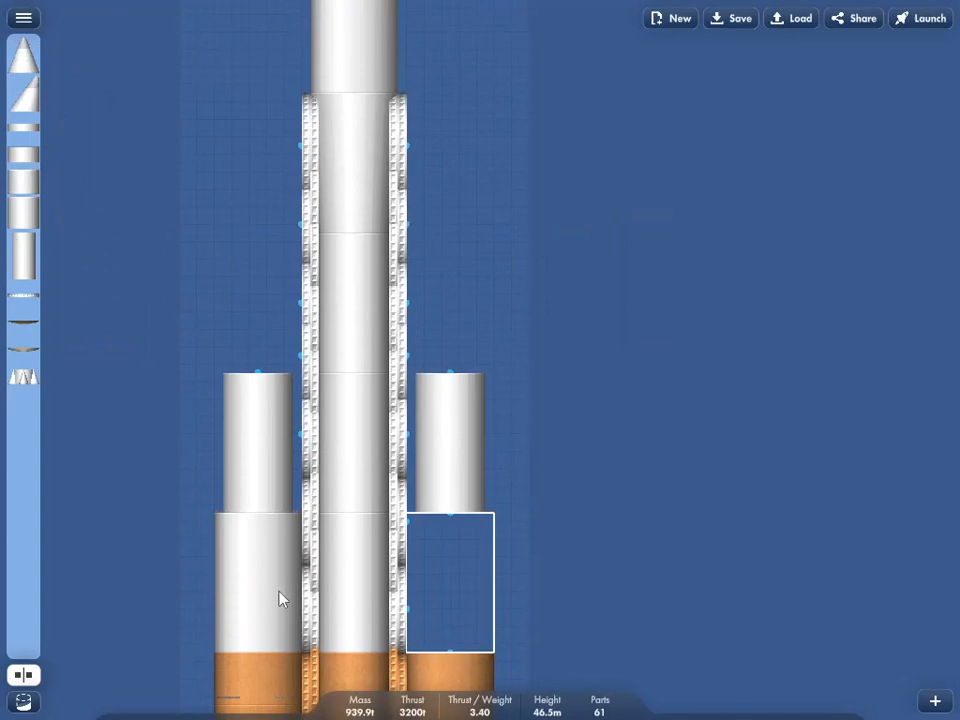 New
Save
Load
Share
Launch
Mass
939.9t
Thrust
3200t
Thrust / Weight
3.40
Height
46.5m
Parts
61